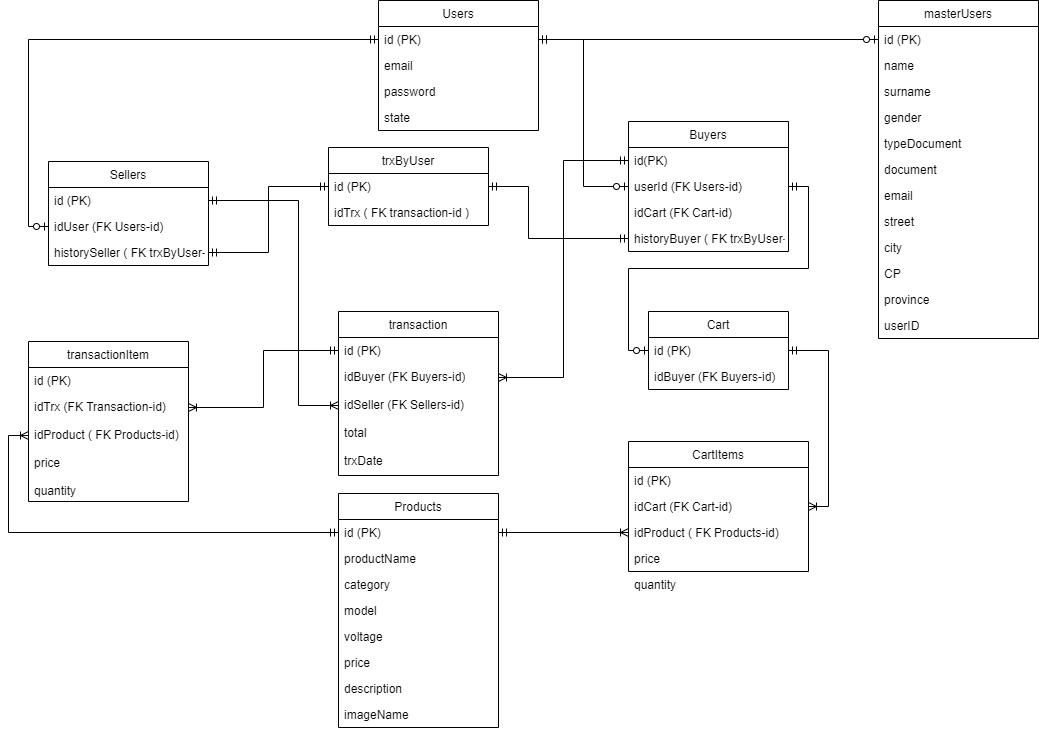 Users
id (PK)
email
password
state
masterUsers
id (PK)
name
surname
gender
typeDocument
document
email
street
city
CP
province
userID
Buyers
id(PK)
userId (FK Users-id)
idCart (FK Cart-id)
historyBuyer ( FK trxByUser-
trxByUser
id (PK)
idTrx ( FK transaction-id )
Sellers
id (PK)
idUser (FK Users-id)
historySeller ( FK trxByUser-
transaction
id (PK)
idBuyer (FK Buyers-id)
idSeller (FK Sellers-id)
total
trxDate
Cart
id (PK)
idBuyer (FK Buyers-id)
transactionItem
id (PK)
idTrx (FK Transaction-id)
idProduct ( FK Products-id)
price
quantity
CartItems
id (PK)
idCart (FK Cart-id)
idProduct ( FK Products-id)
price
quantity
Products
id (PK)
productName
category
model
voltage
price
description
imageName